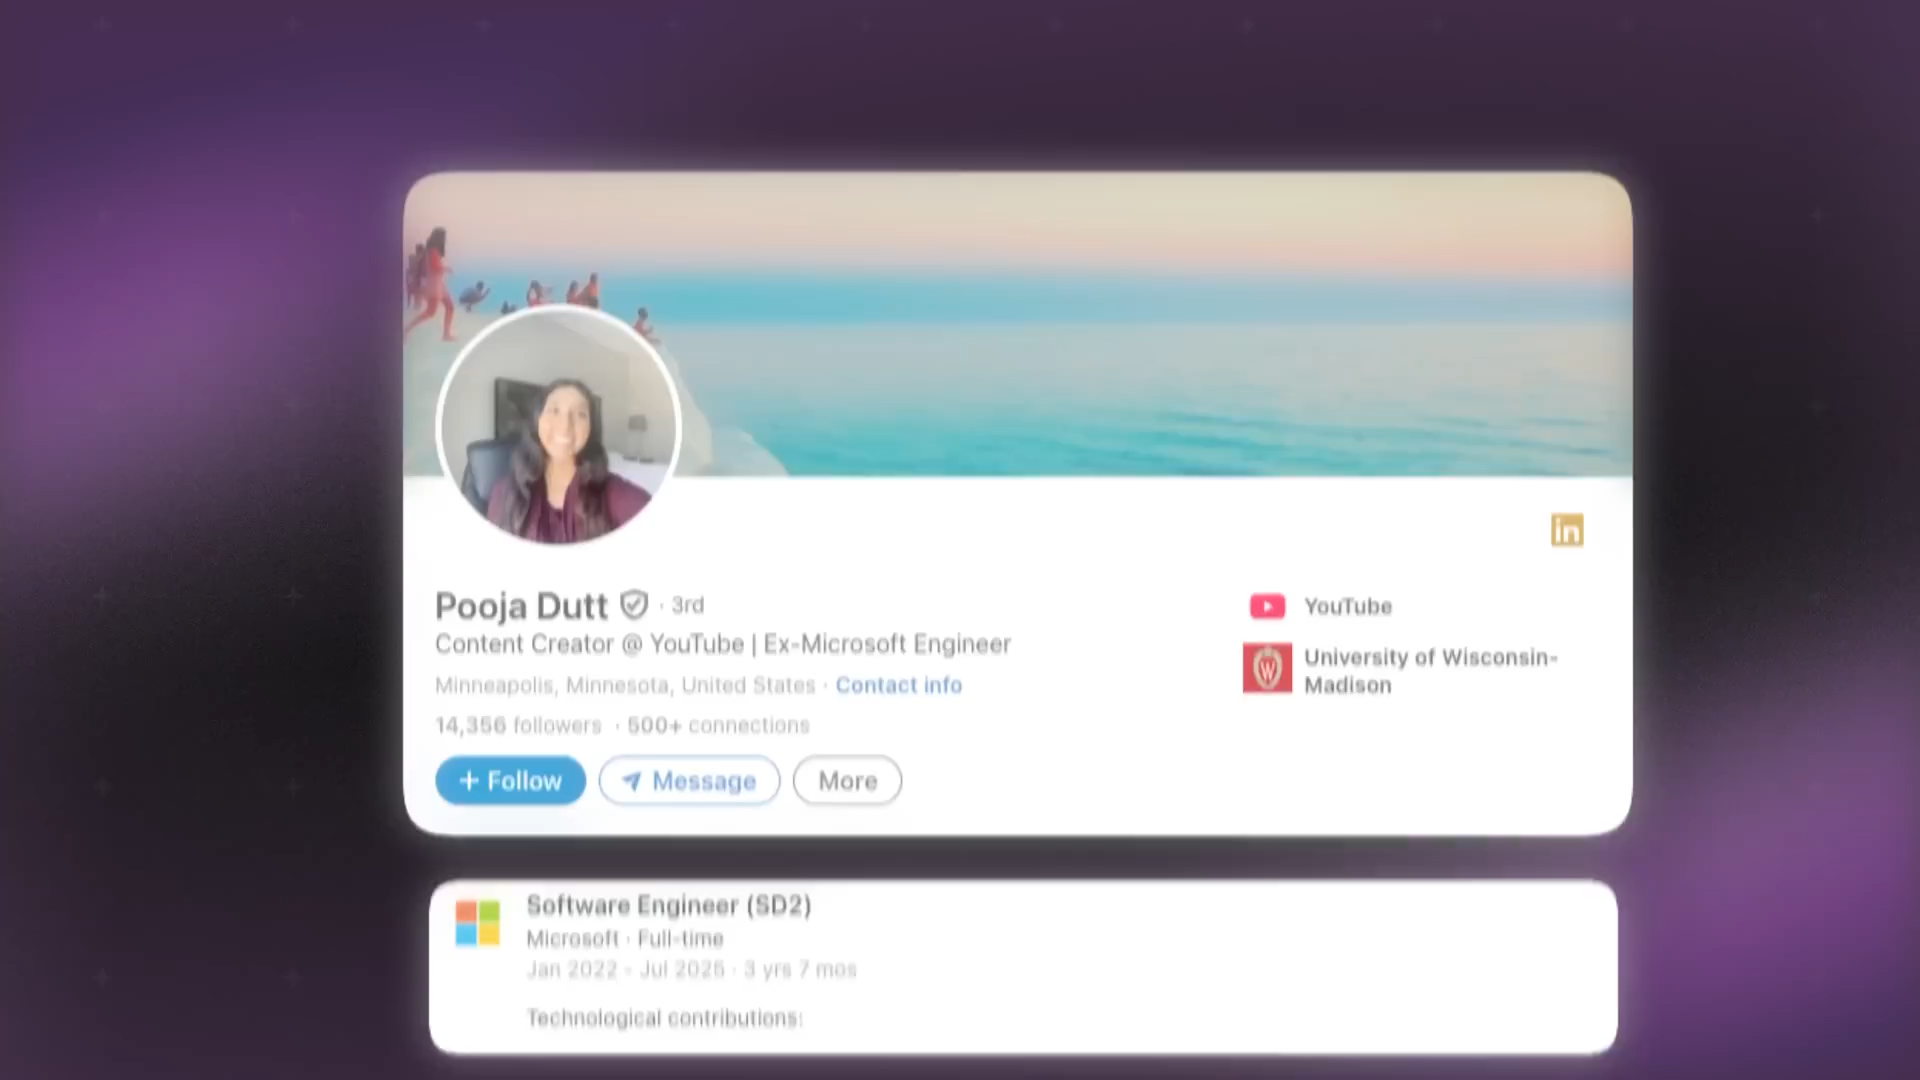 in
Pooja Dutt · 3rd
Content Creator @ YouTube | Ex-Microsoft Engineer
Minneapolis, Minnesota, United States · Contact info
14,356 followers · 500+ connections
+ Follow
Message
More
YouTube
W
University of Wisconsin-
Madison
Software Engineer (SD2)
Microsoft · Full-time
Jan 2022 - Jul 2025 · 3 yrs 7 mos
Technological contributions: